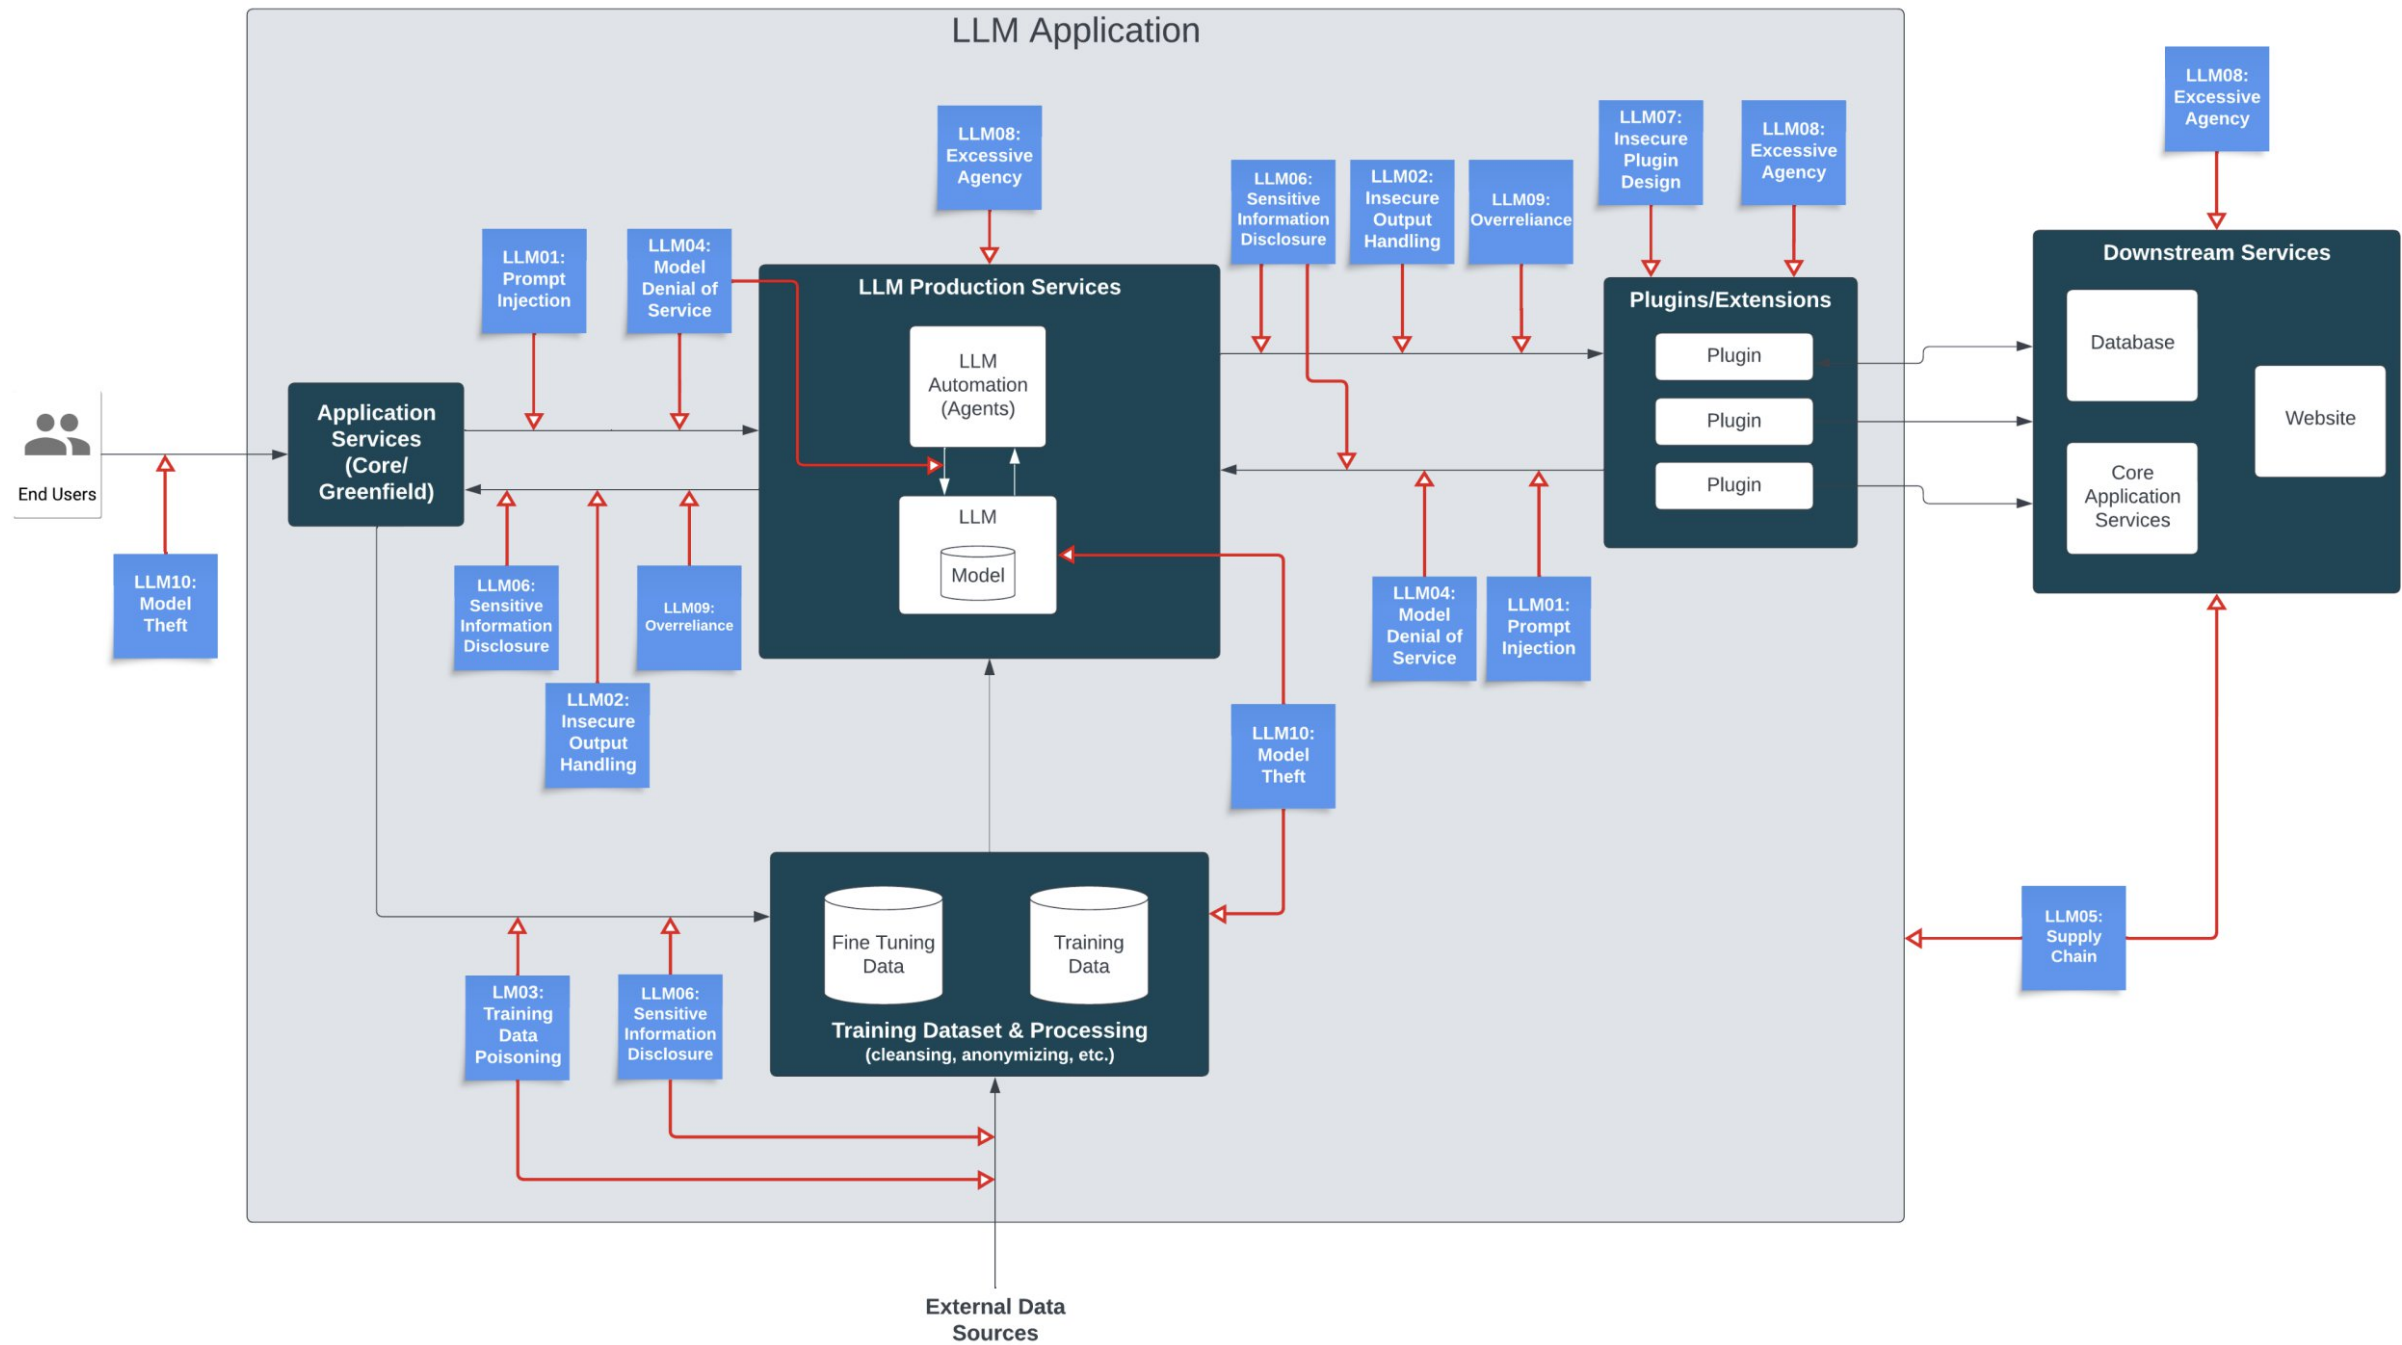 LLM Application
LLM08:
Excessive
Agency
LLM08:
Excessive
Agency
LLM07:
Insecure
Plugin
Design
LLM08:
Excessive
Agency
LLM06:
Sensitive
Information
Disclosure
LLM02:
Insecure
Output
Handling
LLM09:
Overreliance
LLM01:
Prompt
Injection
LLM04:
Model
Denial of
Service
LLM Production Services
LLM
Automation
(Agents)
LLM
Model
Plugins/Extensions
Plugin
Plugin
Plugin
Downstream Services
Database
Website
Core
Application
Services
End Users
Application
Services
(Core/
Greenfield)
LLM10:
Model
Theft
LLM06:
Sensitive
Information
Disclosure
LLM09:
Overreliance
LLM02:
Insecure
Output
Handling
LLM04:
Model
Denial of
Service
LLM01:
Prompt
Injection
LLM10:
Model
Theft
LM03:
Training
Data
Poisoning
LLM06:
Sensitive
Information
Disclosure
Fine Tuning
Data
Training
Data
Training Dataset & Processing
(cleansing, anonymizing, etc.)
LLM05:
Supply
Chain
External Data
Sources